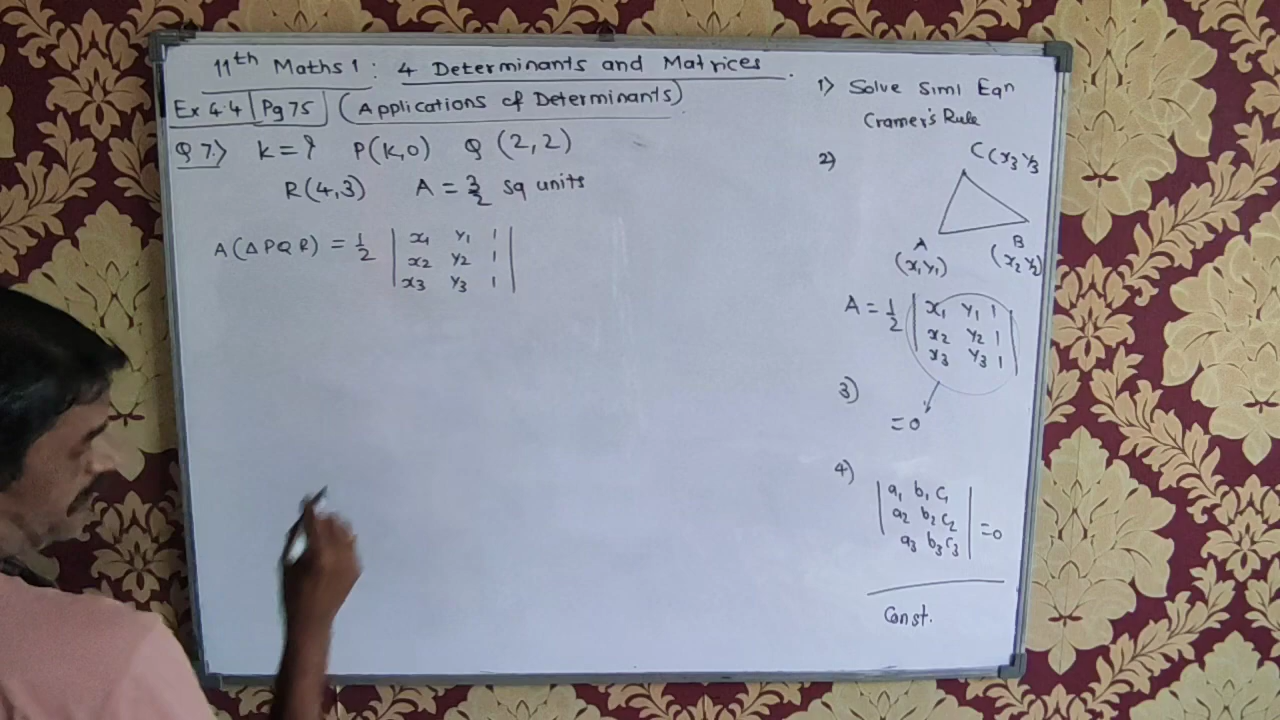 11th Maths 1 : 4 Determinants and Matrices
Ex 4.4 | Pg 75 (Applications of Determinants)
Q 7.) k = ? P(k,0) Q (2,2)
R(4,3) A = 3/2 sq units
A(Δ PQR) = 1/2 | x1 y1 1
x2 y2 1
x3 y3 1 |
1) Solve Siml Eqn
Cramer's Rule
2)
C (x3 y3
A
(x1 y1)
B
(x2 y2)
A = 1/2 | x1 y1 1
x2 y2 1
x3 y3 1 |
3)
= 0
4)
| a1 b1 c1
a2 b2 c2
a3 b3 c3 | = 0
Const.